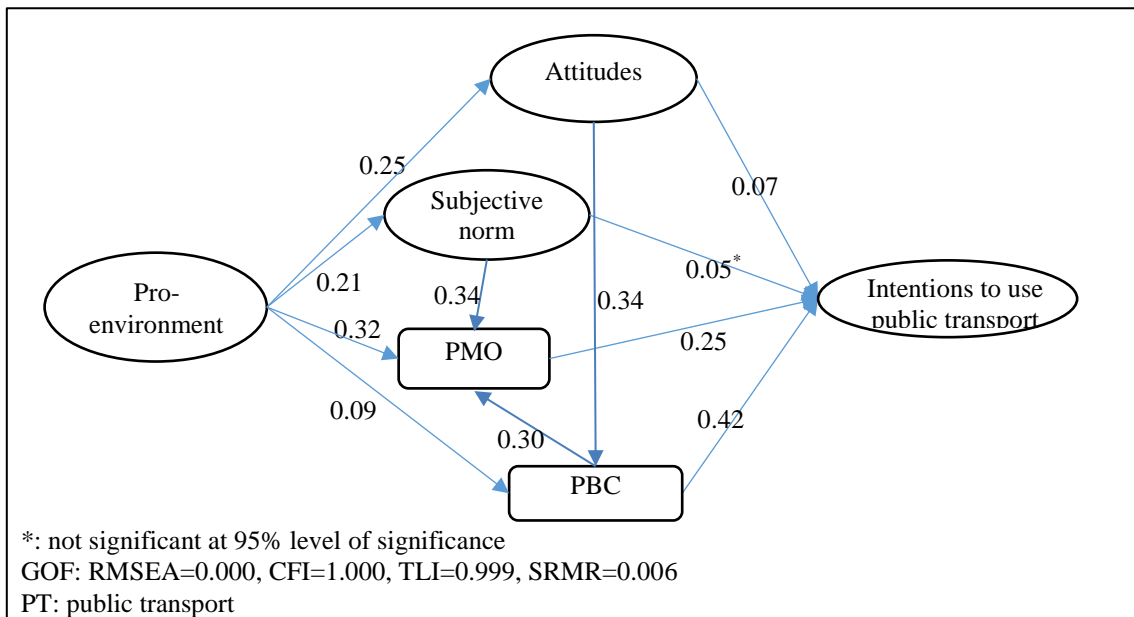 Attitudes
0.25
0.07
Subjective
norm
0.05*
0.21
0.34
0.34
Pro-
environment
Intentions to use
public transport
0.32
PMO
0.25
0.09
0.30
0.42
PBC
*: not significant at 95% level of significance
GOF: RMSEA=0.000, CFI=1.000, TLI=0.999, SRMR=0.006
PT: public transport